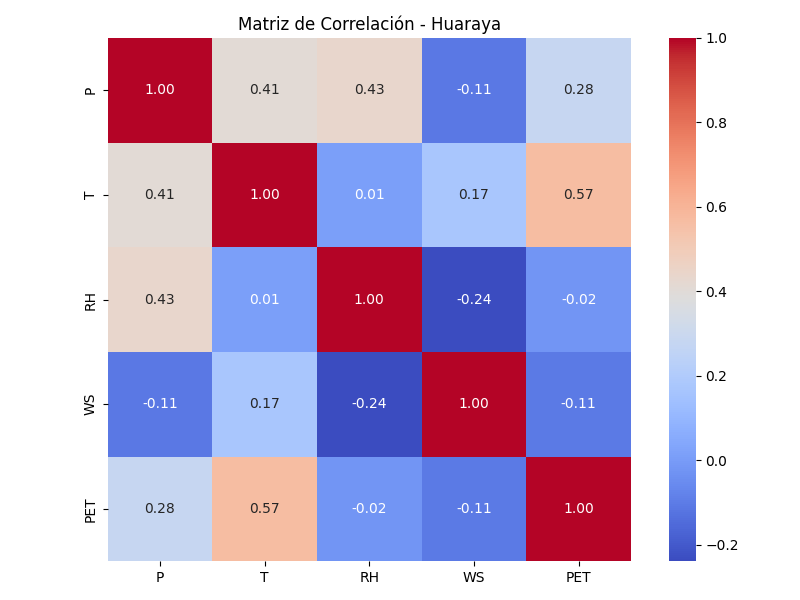 Matriz de Correlación - Huaraya
P 1.00 0.41 0.43 -0.11 0.28
T 0.41 1.00 0.01 0.17 0.57
RH 0.43 0.01 1.00 -0.24 -0.02
WS -0.11 0.17 -0.24 1.00 -0.11
PET 0.28 0.57 -0.02 -0.11 1.00
P T RH WS PET
1.0
0.8
0.6
0.4
0.2
0.0
−0.2